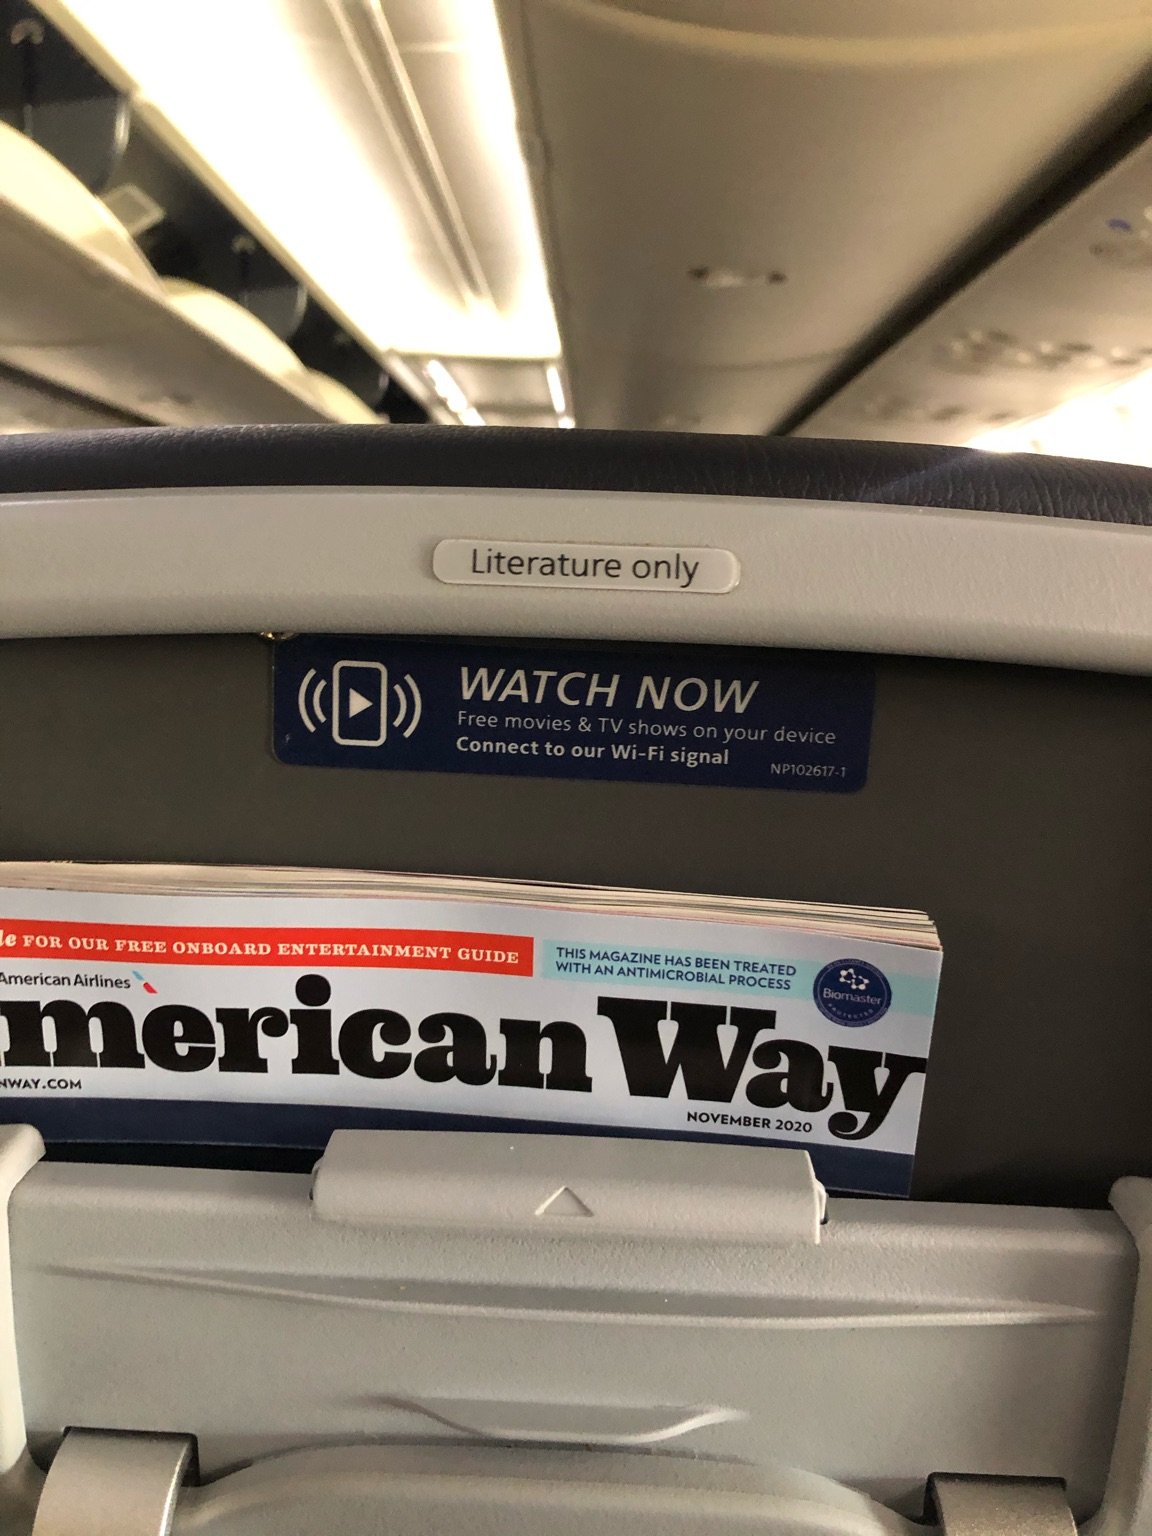 Literature only
WATCH NOW
Free movies & TV shows on your device
Connect to our Wi-Fi signal
NP102617-1
le FOR OUR FREE ONBOARD ENTERTAINMENT GUIDE
THIS MAGAZINE HAS BEEN TREATED
WITH AN ANTIMICROBIAL PROCESS
Biomaster
PROTECTED
American Airlines
merican Way
NWAY.COM
NOVEMBER 2020